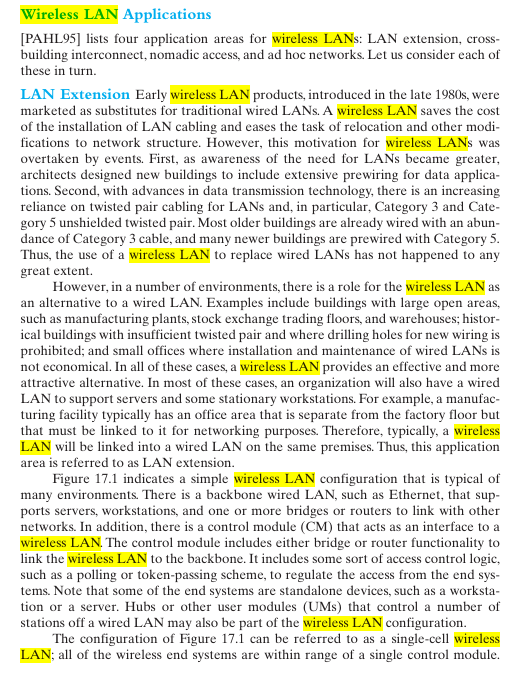 Wireless LAN Applications
[PAHL95] lists four application areas for wireless LANs: LAN extension, cross-
building interconnect, nomadic access, and ad hoc networks. Let us consider each of
these in turn.
LAN Extension Early wireless LAN products, introduced in the late 1980s, were
marketed as substitutes for traditional wired LANs. A wireless LAN saves the cost
of the installation of LAN cabling and eases the task of relocation and other modi-
fications to network structure. However, this motivation for wireless LANs was
overtaken by events. First, as awareness of the need for LANs became greater,
architects designed new buildings to include extensive prewiring for data applica-
tions. Second, with advances in data transmission technology, there is an increasing
reliance on twisted pair cabling for LANs and, in particular, Category 3 and Cate-
gory 5 unshielded twisted pair. Most older buildings are already wired with an abun-
dance of Category 3 cable, and many newer buildings are prewired with Category 5.
Thus, the use of a wireless LAN to replace wired LANs has not happened to any
great extent.
However, in a number of environments, there is a role for the wireless LAN as
an alternative to a wired LAN. Examples include buildings with large open areas,
such as manufacturing plants, stock exchange trading floors, and warehouses; histor-
ical buildings with insufficient twisted pair and where drilling holes for new wiring is
prohibited; and small offices where installation and maintenance of wired LANs is
not economical. In all of these cases, a wireless LAN provides an effective and more
attractive alternative. In most of these cases, an organization will also have a wired
LAN to support servers and some stationary workstations. For example, a manufac-
turing facility typically has an office area that is separate from the factory floor but
that must be linked to it for networking purposes. Therefore, typically, a wireless
LAN will be linked into a wired LAN on the same premises. Thus, this application
area is referred to as LAN extension.
Figure 17.1 indicates a simple wireless LAN configuration that is typical of
many environments. There is a backbone wired LAN, such as Ethernet, that sup-
ports servers, workstations, and one or more bridges or routers to link with other
networks. In addition, there is a control module (CM) that acts as an interface to a
wireless LAN. The control module includes either bridge or router functionality to
link the wireless LAN to the backbone. It includes some sort of access control logic,
such as a polling or token-passing scheme, to regulate the access from the end sys-
tems. Note that some of the end systems are standalone devices, such as a worksta-
tion or a server. Hubs or other user modules (UMs) that control a number of
stations off a wired LAN may also be part of the wireless LAN configuration.
The configuration of Figure 17.1 can be referred to as a single-cell wireless
LAN; all of the wireless end systems are within range of a single control module.